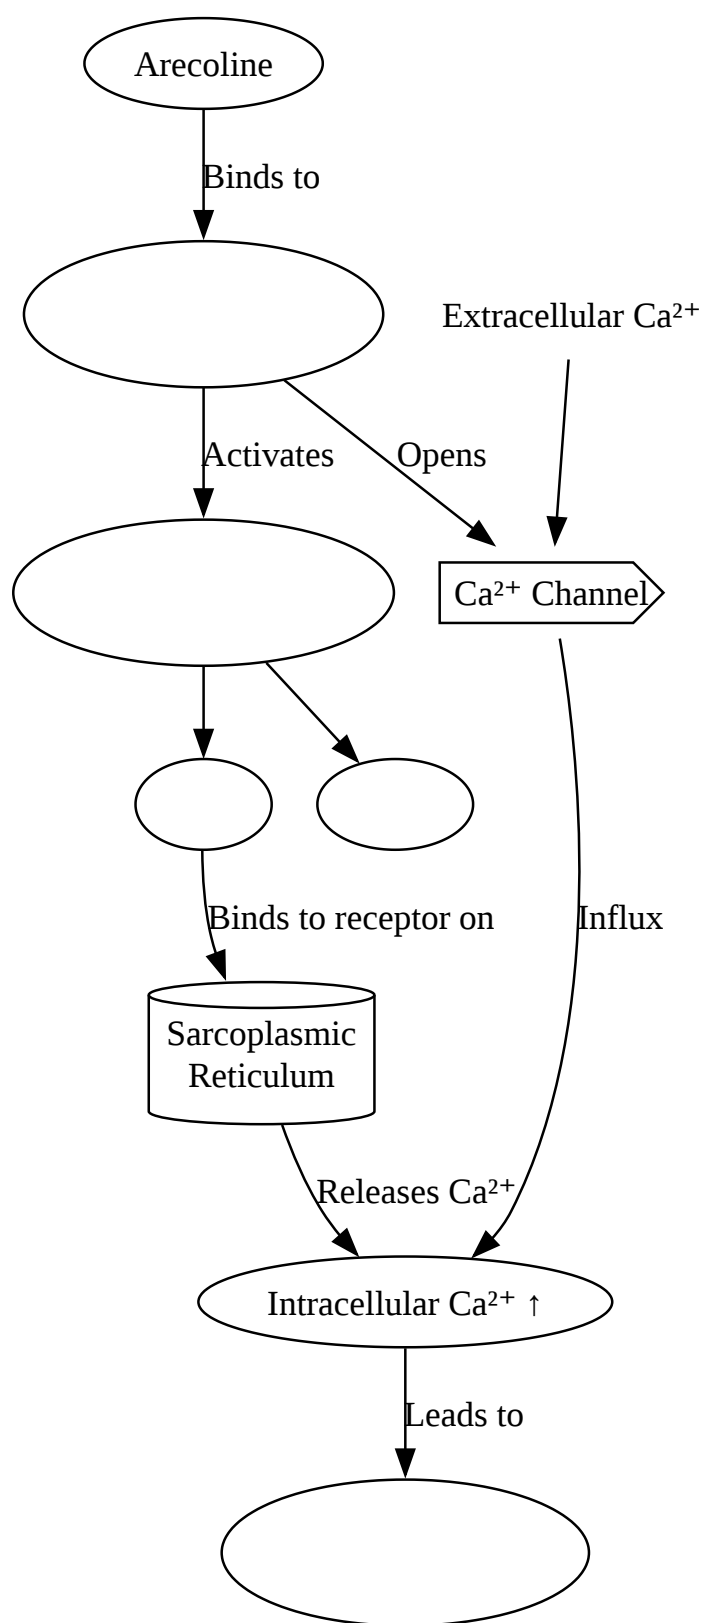 Arecoline
Binds to
Extracellular Ca²⁺
Activates
Opens
Ca²⁺ Channel
Binds to receptor on
Influx
Sarcoplasmic
Reticulum
Releases Ca²⁺
Intracellular Ca²⁺ ↑
Leads to